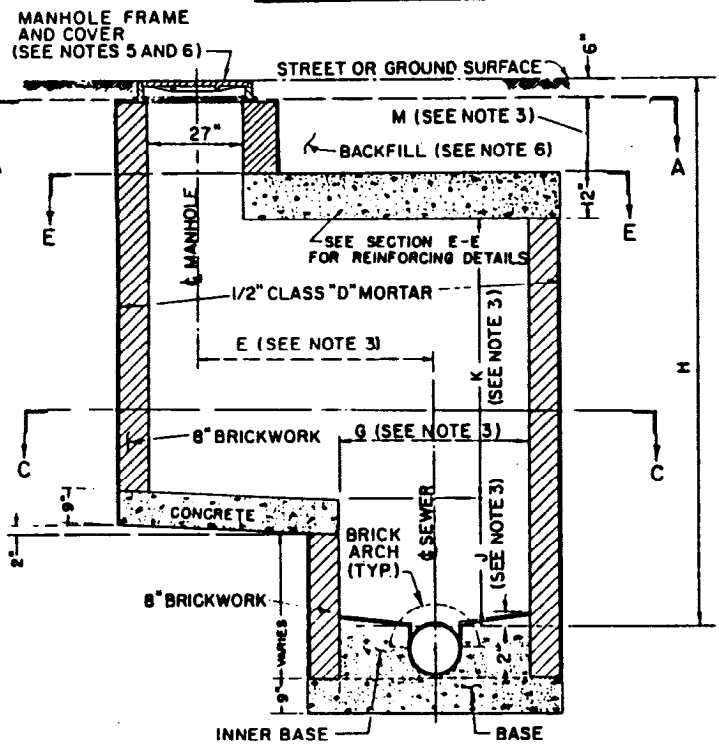 MANHOLE FRAME
AND COVER
(SEE NOTES 5 AND 6)
STREET OR GROUND SURFACE
6"
M (SEE NOTE 3)
27"
BACKFILL (SEE NOTE 6)
A
E
E
12"
℄ MANHOLE
SEE SECTION E-E
FOR REINFORCING DETAILS
1/2" CLASS "D" MORTAR
E (SEE NOTE 3)
K
(SEE NOTE 3)
H
8" BRICKWORK
G (SEE NOTE 3)
C
C
9"
CONCRETE
2"
BRICK
ARCH
(TYP.)
℄ SEWER
J
(SEE NOTE 3)
8" BRICKWORK
2"
9" VARIES
INNER BASE
BASE